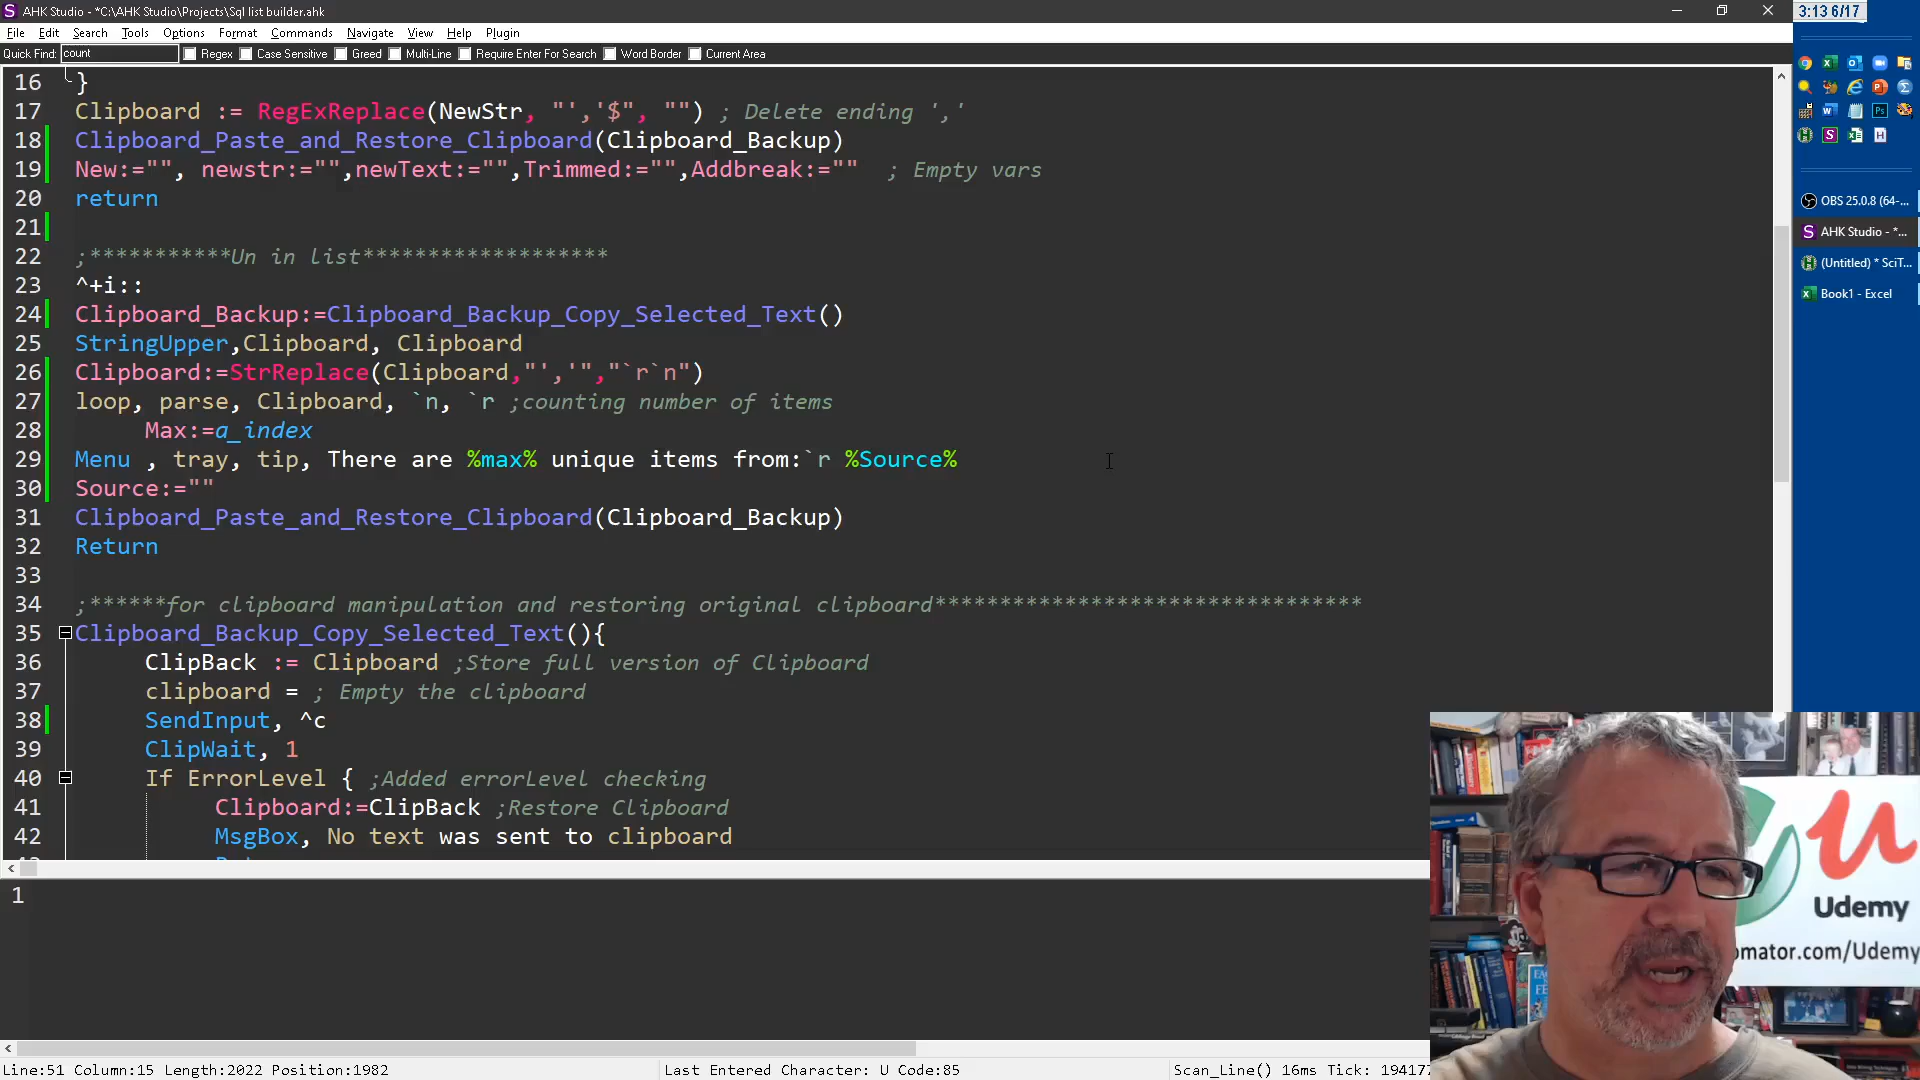 AHK Studio - *C:\AHK Studio\Projects\Sql list builder.ahk
3:13 6/17
File Edit Search Tools Options Format Commands Navigate View Help Plugin
Quick Find: count Regex Case Sensitive Greed Multi-Line Require Enter For Search Word Border Current Area
16 }
17 Clipboard := RegExReplace(NewStr, "','$", "") ; Delete ending ','
18 Clipboard_Paste_and_Restore_Clipboard(Clipboard_Backup)
19 New:="", newstr:="",newText:="",Trimmed:="",Addbreak:="" ; Empty vars
20 return
21
22 ;***********Un in list*******************
23 ^+i::
24 Clipboard_Backup:=Clipboard_Backup_Copy_Selected_Text()
25 StringUpper,Clipboard, Clipboard
26 Clipboard:=StrReplace(Clipboard,"','","`r`n")
27 loop, parse, Clipboard, `n, `r ;counting number of items
28 Max:=a_index
29 Menu , tray, tip, There are %max% unique items from:`r %Source%
30 Source:=""
31 Clipboard_Paste_and_Restore_Clipboard(Clipboard_Backup)
32 Return
33
34 ;******for clipboard manipulation and restoring original clipboard*********************************
35 Clipboard_Backup_Copy_Selected_Text(){
36 ClipBack := Clipboard ;Store full version of Clipboard
37 clipboard = ; Empty the clipboard
38 SendInput, ^c
39 ClipWait, 1
40 If ErrorLevel { ;Added errorLevel checking
41 Clipboard:=ClipBack ;Restore Clipboard
42 MsgBox, No text was sent to clipboard
1
Line:51 Column:15 Length:2022 Position:1982
Last Entered Character: U Code:85
Scan_Line() 16ms Tick: 194177
OBS 25.0.8 (64-...
AHK Studio - *...
(Untitled) * SciT...
Book1 - Excel
Udemy
omator.com/Udemy